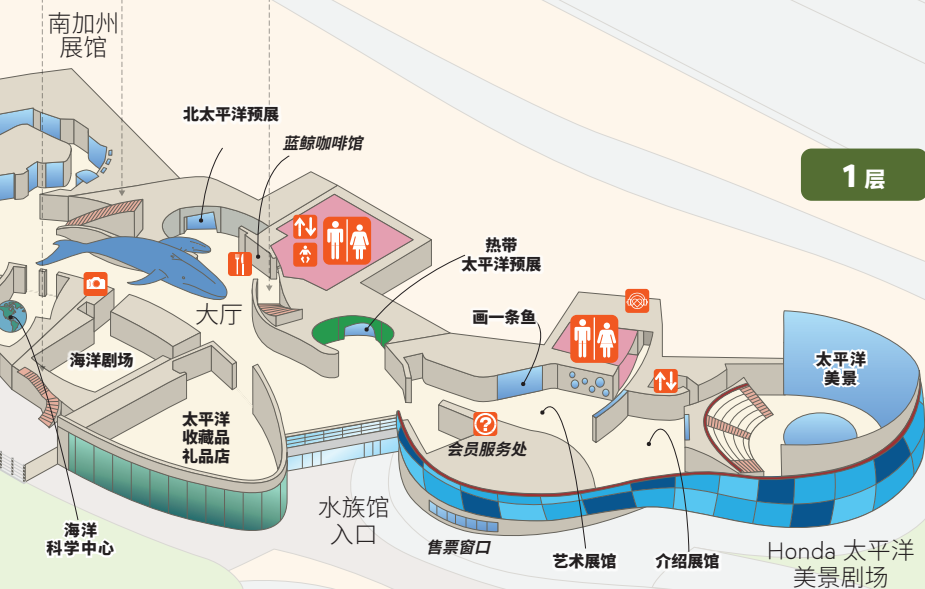 南加州
展馆
北太平洋预展
蓝鲸咖啡馆
1 层
热带
太平洋预展
大厅
画一条鱼
海洋剧场
太平洋
美景
太平洋
收藏品
礼品店
?
会员服务处
水族馆
入口
海洋
科学中心
售票窗口
艺术展馆
介绍展馆
Honda 太平洋
美景剧场